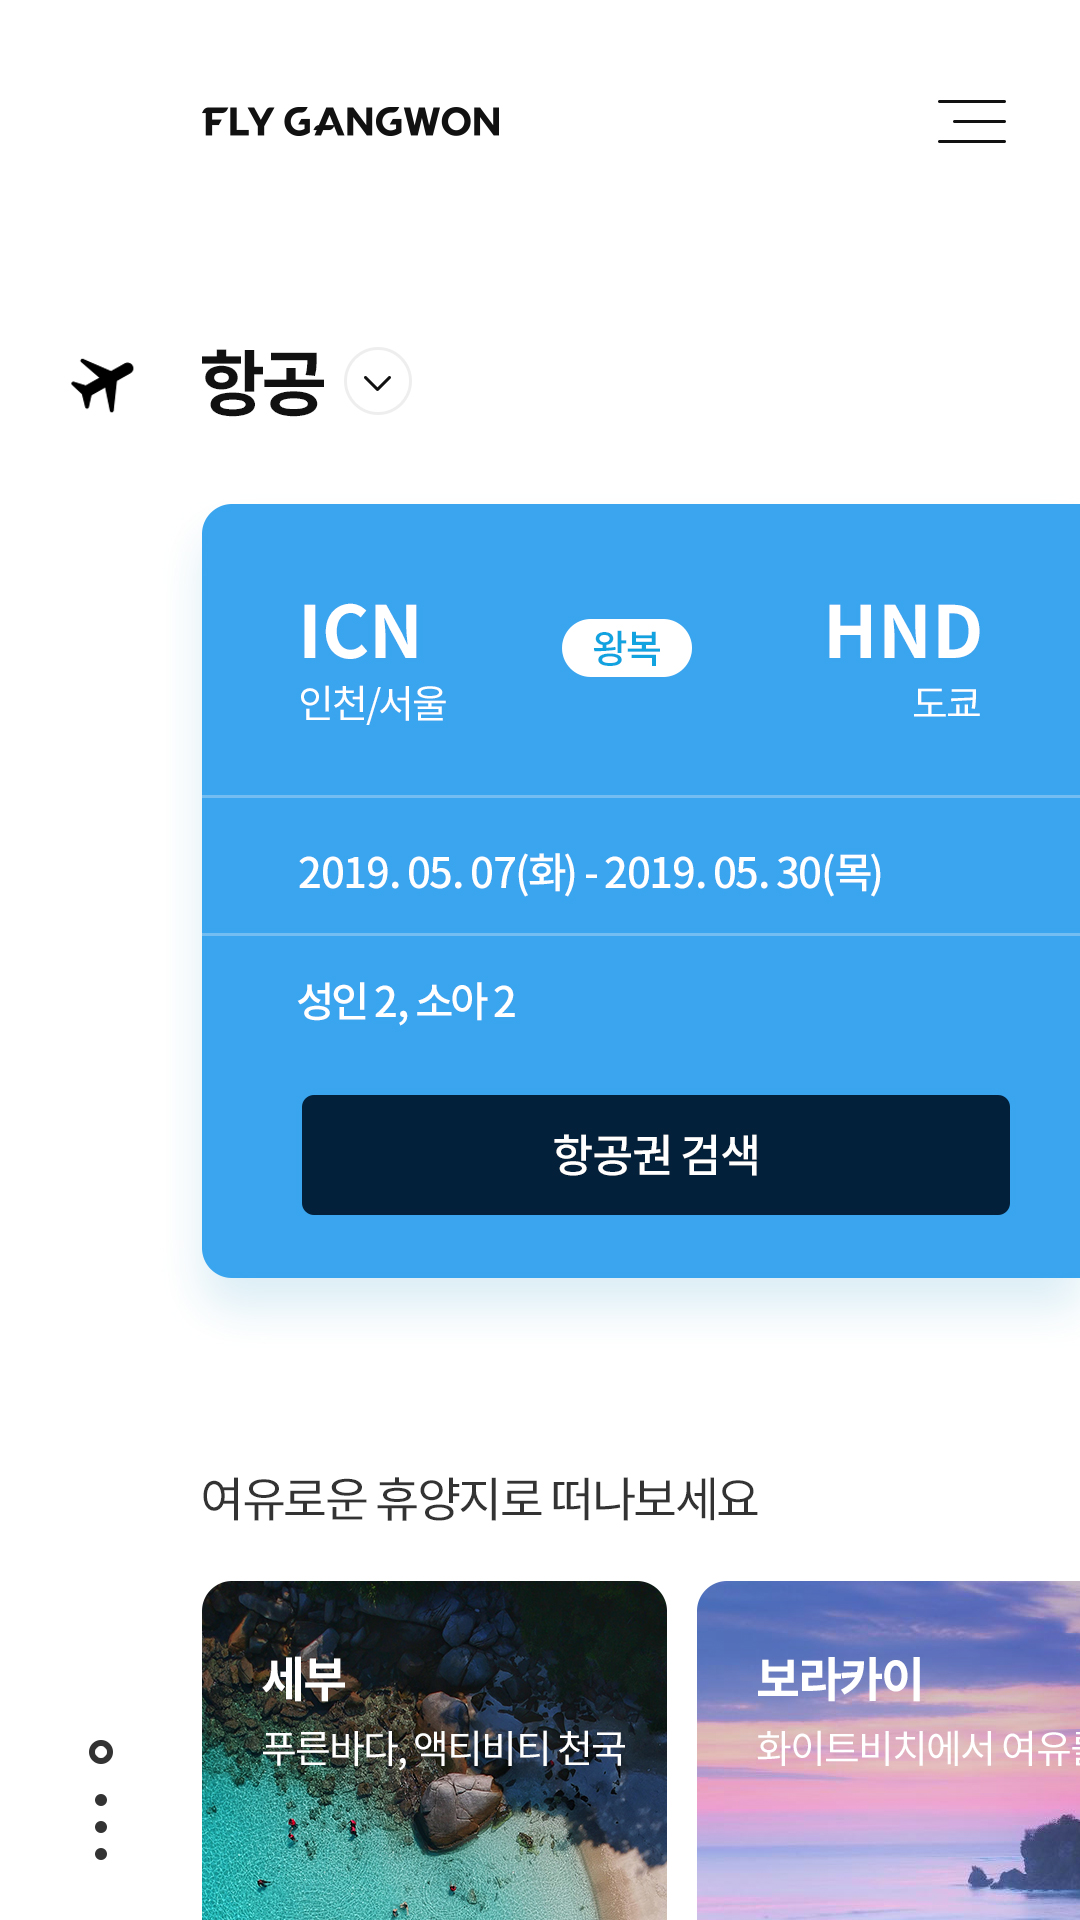 FLY GANGWON
항공
ICN
왕복
HND
인천/서울
도쿄
2019. 05. 07(화) - 2019. 05. 30(목)
성인 2, 소아 2
항공권 검색
여유로운 휴양지로 떠나보세요
세부
푸른바다, 액티비티 천국
보라카이
화이트비치에서